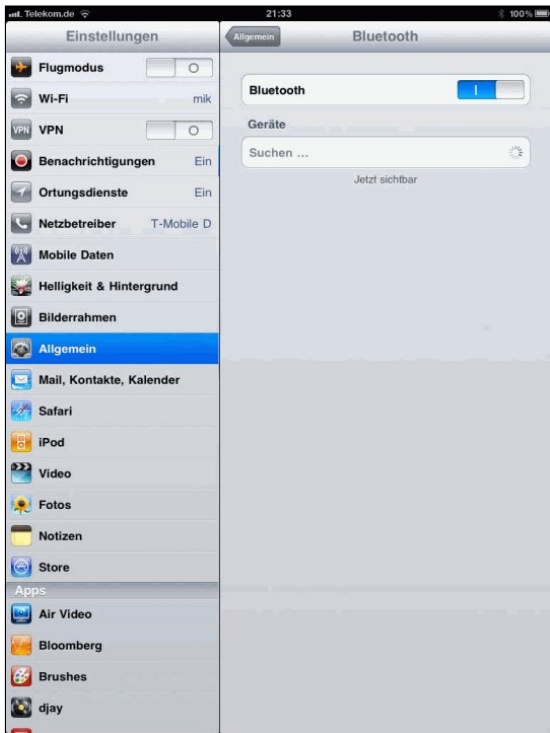 Telekom.de 21:33 100%
Einstellungen
Allgemein Bluetooth
Flugmodus O
Wi-Fi mik
VPN VPN O
Benachrichtigungen Ein
Ortungsdienste Ein
Netzbetreiber T-Mobile D
Mobile Daten
Helligkeit & Hintergrund
Bilderrahmen
Allgemein
Mail, Kontakte, Kalender
Safari
iPod
Video
Fotos
Notizen
Store
Apps
Air Video
Bloomberg
Brushes
djay
Bluetooth I
Geräte
Suchen ...
Jetzt sichtbar